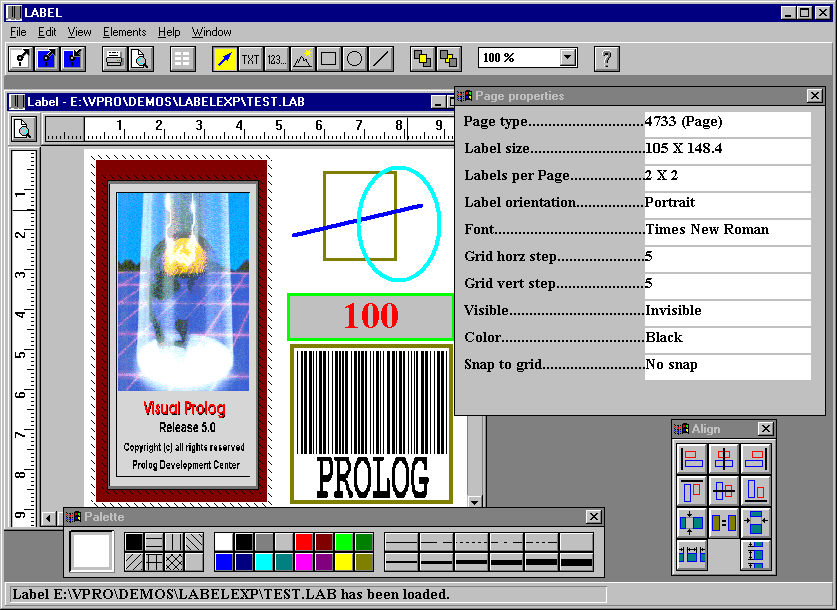 LABEL
File Edit View Elements Help Window
TXT 123... 100 % ?
Label - E:\VPRO\DEMOS\LABELEXP\TEST.LAB
1 2 3 4 5 6 7 8 9
1
2
3
4
5
6
7
8
9
Visual Prolog
Release 5.0
Copyright (c) all rights reserved
Prolog Development Center
100
PROLOG
Page properties
Page type.......................4733 (Page)
Label size.......................105 X 148.4
Labels per Page...............2 X 2
Label orientation..............Portrait
Font................................Times New Roman
Grid horz step..................5
Grid vert step...................5
Visible.............................Invisible
Color...............................Black
Snap to grid.....................No snap
Align
Palette
Label E:\VPRO\DEMOS\LABELEXP\TEST.LAB has been loaded.